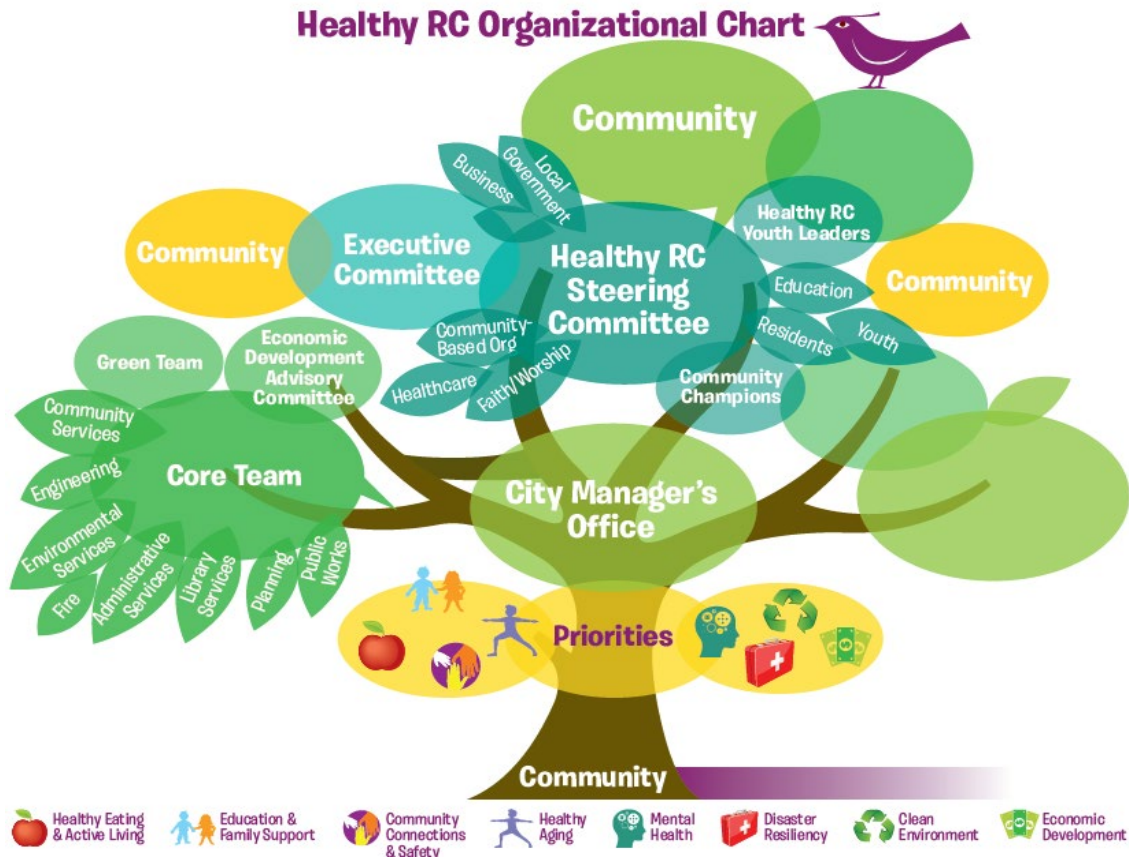 Healthy RC Organizational Chart
Community
Business
Local
Government
Healthy RC
Youth Leaders
Community
Executive
Committee
Healthy RC
Steering
Committee
Education
Community
Community-
Based Org
Residents
Youth
Green Team
Economic
Development
Advisory
Committee
Healthcare
Faith/Worship
Community
Champions
Community
Services
Core Team
Engineering
City Manager's
Office
Environmental
Services
Fire
Administrative
Services
Library
Services
Planning
Public
Works
Priorities
Community
Healthy Eating
& Active Living
Education &
Family Support
Community
Connections
& Safety
Healthy
Aging
Mental
Health
Disaster
Resiliency
Clean
Environment
Economic
Development